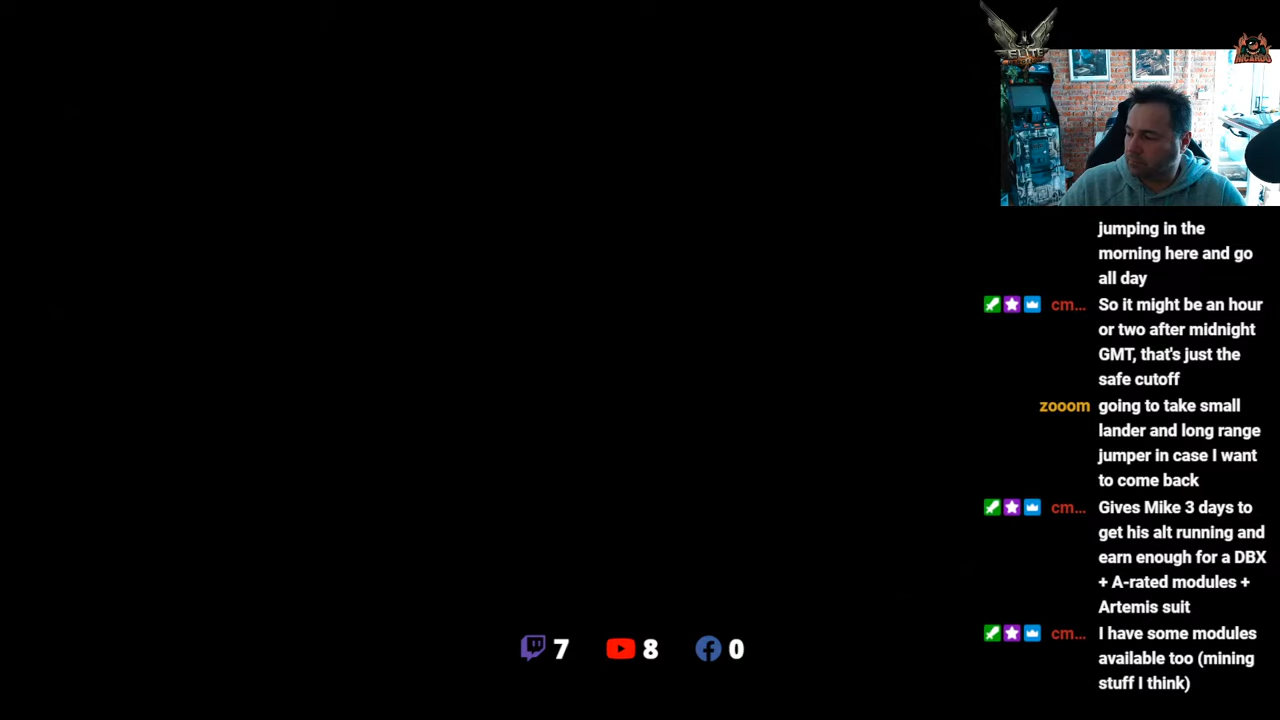 ELITE
RICARDO
jumping in the
morning here and go
all day
cm... So it might be an hour
or two after midnight
GMT, that's just the
safe cutoff
zooom going to take small
lander and long range
jumper in case I want
to come back
cm... Gives Mike 3 days to
get his alt running and
earn enough for a DBX
+ A-rated modules +
Artemis suit
cm... I have some modules
available too (mining
stuff I think)
7 8 0